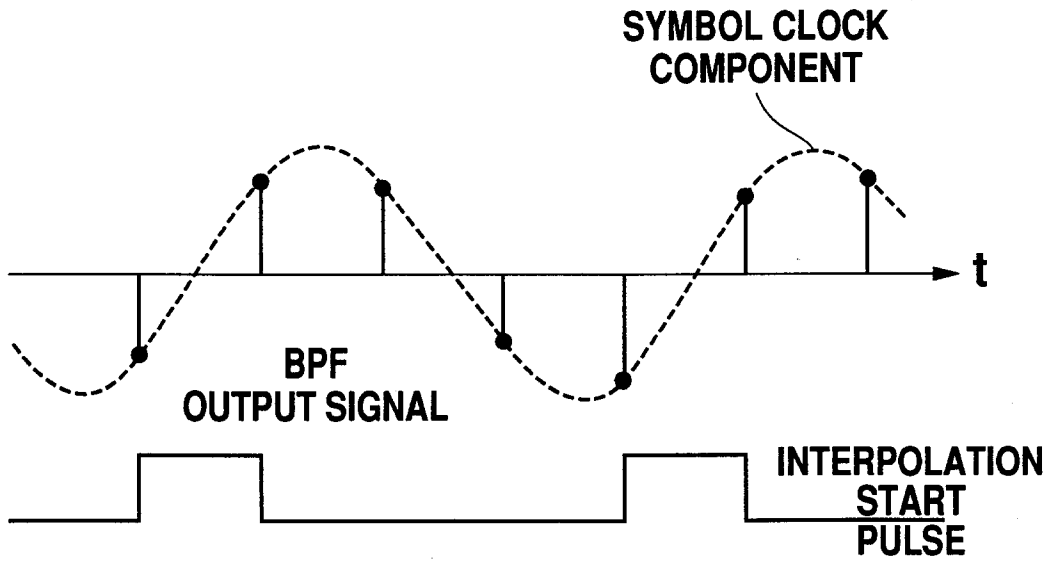 SYMBOL CLOCK
COMPONENT
t
BPF
OUTPUT SIGNAL
INTERPOLATION
START
PULSE